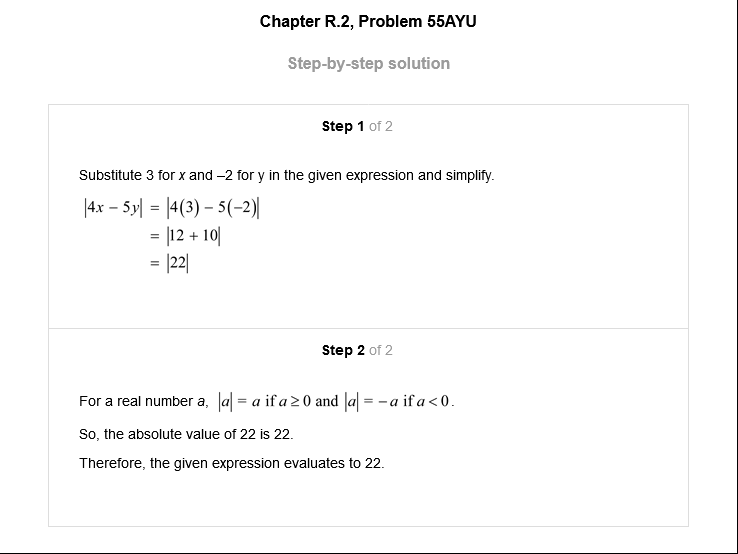 Chapter R.2, Problem 55AYU
Step-by-step solution
Step 1 of 2
Substitute 3 for x and –2 for y in the given expression and simplify.
|4x − 5y| = |4(3) − 5(−2)|
= |12 + 10|
= |22|
Step 2 of 2
For a real number a, |a| = a if a ≥ 0 and |a| = −a if a < 0.
So, the absolute value of 22 is 22.
Therefore, the given expression evaluates to 22.